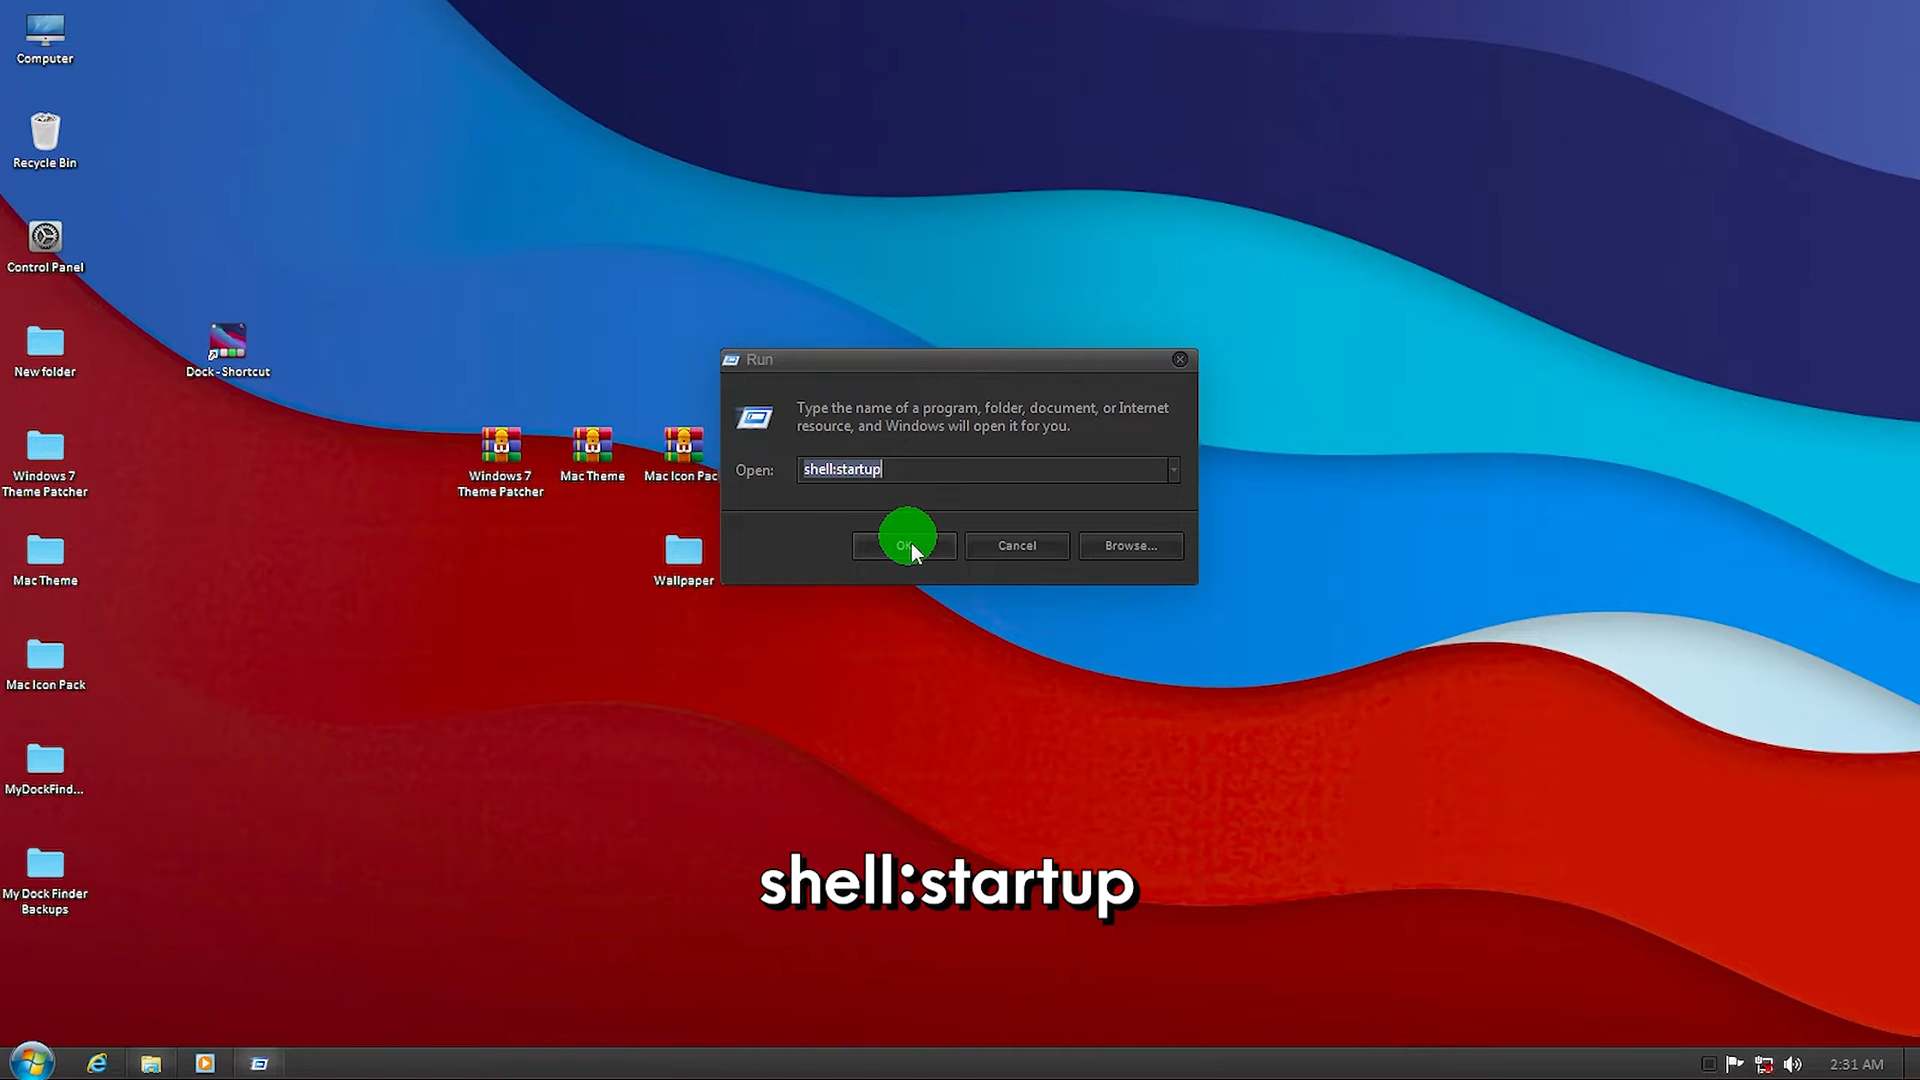 Computer
Recycle Bin
Control Panel
New folder
Dock - Shortcut
Windows 7
Theme Patcher
Mac Theme
Mac Icon Pack
MyDockFind...
My Dock Finder
Backups
Windows 7
Theme Patcher
Mac Theme
Mac Icon Pac
Wallpaper
Run
Type the name of a program, folder, document, or Internet
resource, and Windows will open it for you.
Open:
shell:startup
OK
Cancel
Browse...
shell:startup
2:31 AM